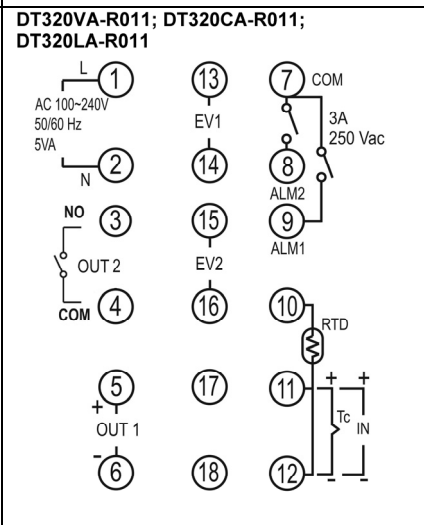 DT320VA-R011; DT320CA-R011;
DT320LA-R011
L
1
13
7
COM
AC 100~240V
50/60 Hz
5VA
EV1
3A
250 Vac
N
2
14
8
ALM2
NO
3
15
9
ALM1
OUT 2
EV2
COM
4
16
10
RTD
5
17
11
+
+
+
OUT 1
Tc
IN
-
6
18
12
-
-